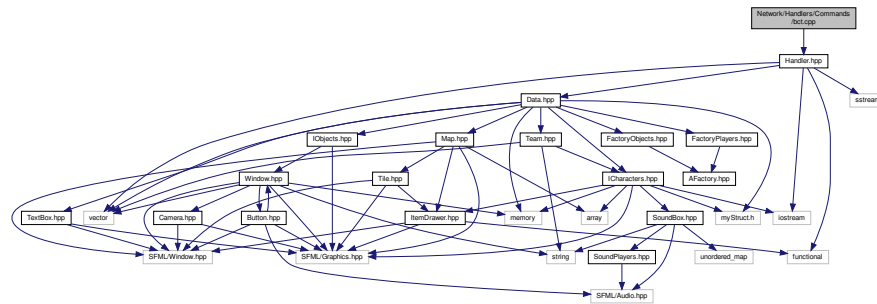 Network/Handlers/Commands
/bct.cpp
Handler.hpp
Data.hpp
sstream
IObjects.hpp
Map.hpp
Team.hpp
FactoryObjects.hpp
FactoryPlayers.hpp
Window.hpp
Tile.hpp
ICharacters.hpp
AFactory.hpp
TextBox.hpp
vector
Camera.hpp
Button.hpp
ItemDrawer.hpp
memory
array
SoundBox.hpp
myStruct.h
iostream
SFML/Window.hpp
SFML/Graphics.hpp
string
SoundPlayers.hpp
unordered_map
functional
SFML/Audio.hpp